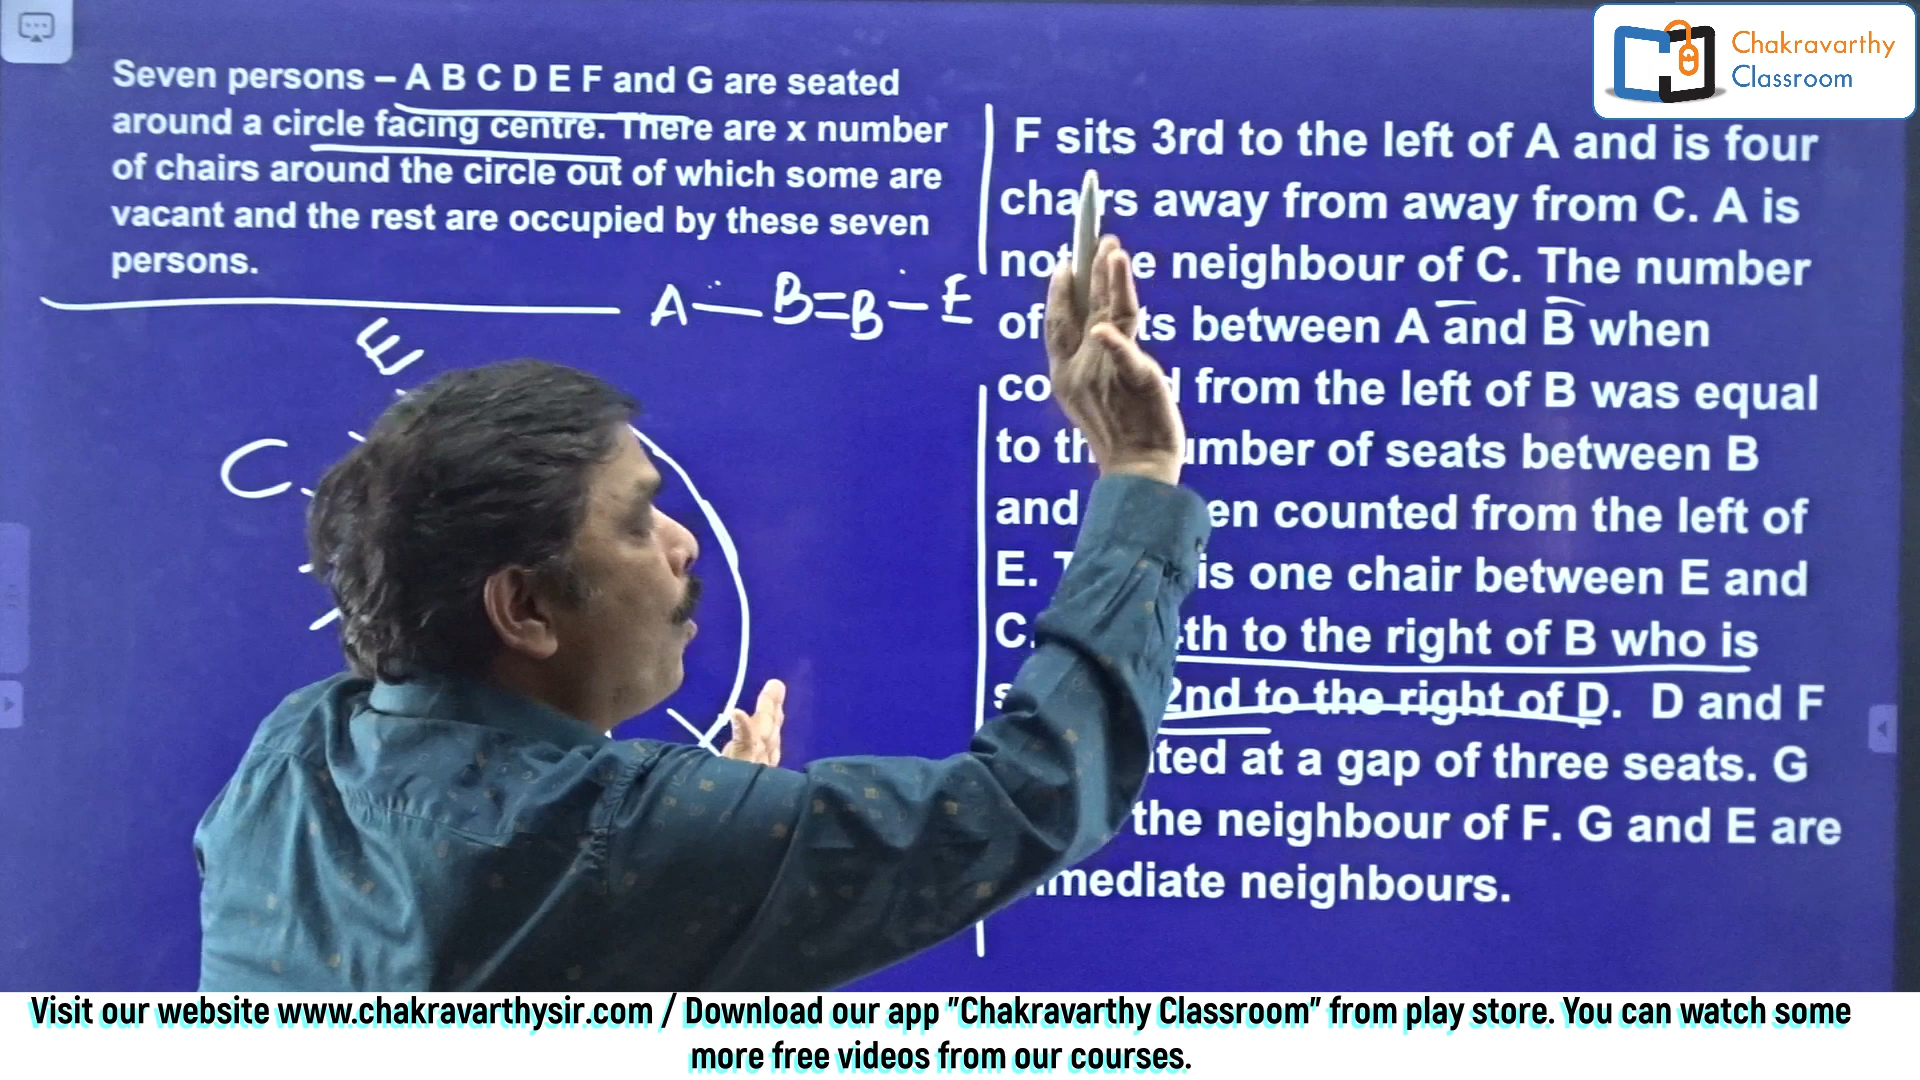 Seven persons – A B C D E F and G are seated
around a circle facing centre. There are x number
of chairs around the circle out of which some are
vacant and the rest are occupied by these seven
persons.
A — B = B — E
E
C
Chakravarthy
Classroom
F sits 3rd to the left of A and is four
chairs away from away from C. A is
not e neighbour of C. The number
of ts between A and B when
co d from the left of B was equal
to th umber of seats between B
and en counted from the left of
E. T is one chair between E and
C. 4th to the right of B who is
s 2nd to the right of D. D and F
ted at a gap of three seats. G
the neighbour of F. G and E are
mmediate neighbours.
Visit our website www.chakravarthysir.com / Download our app "Chakravarthy Classroom" from play store. You can watch some
more free videos from our courses.